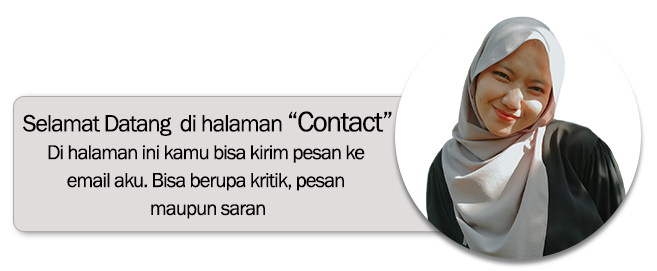 Selamat Datang di halaman “Contact”
Di halaman ini kamu bisa kirim pesan ke
email aku. Bisa berupa kritik, pesan
maupun saran